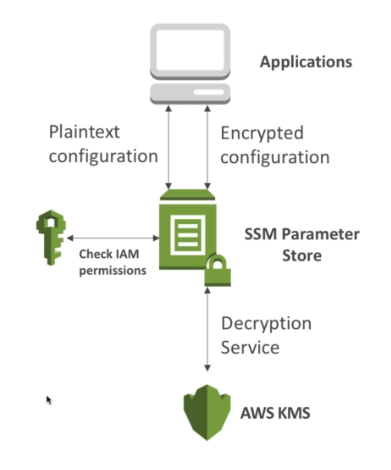 Applications
Plaintext
configuration
Encrypted
configuration
SSM Parameter
Store
Check IAM
permissions
Decryption
Service
AWS KMS